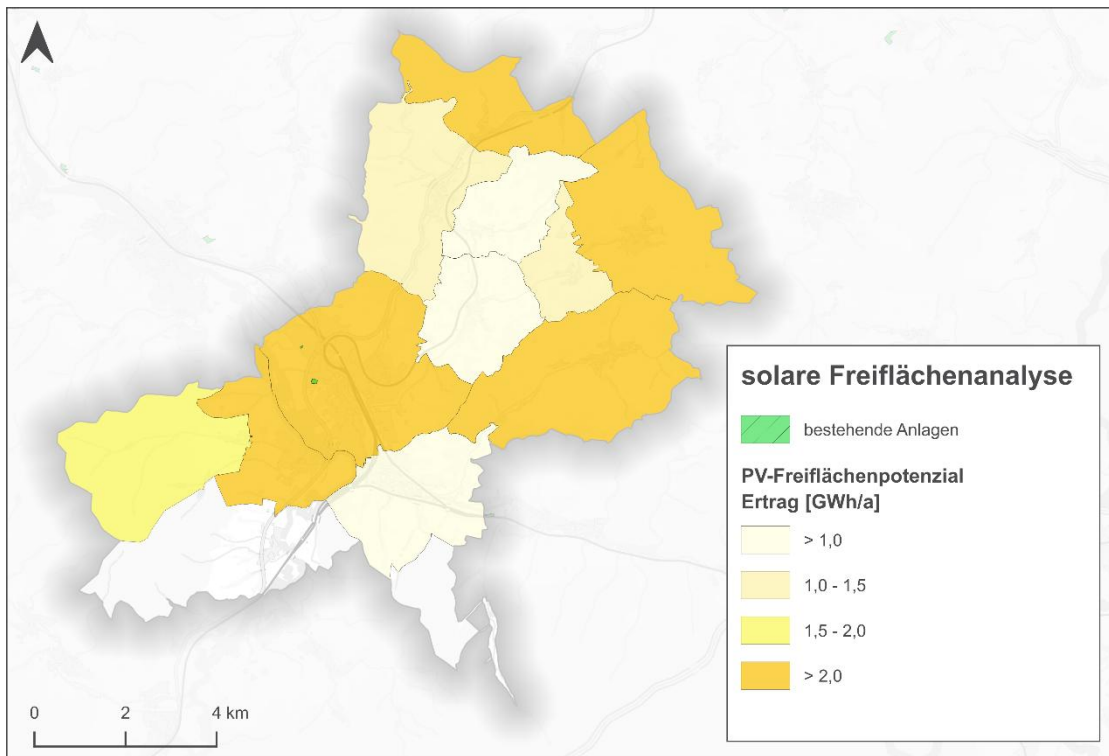 solare Freiflächenanalyse
bestehende Anlagen
PV-Freiflächenpotenzial
Ertrag [GWh/a]
> 1,0
1,0 - 1,5
1,5 - 2,0
> 2,0
0 2 4 km